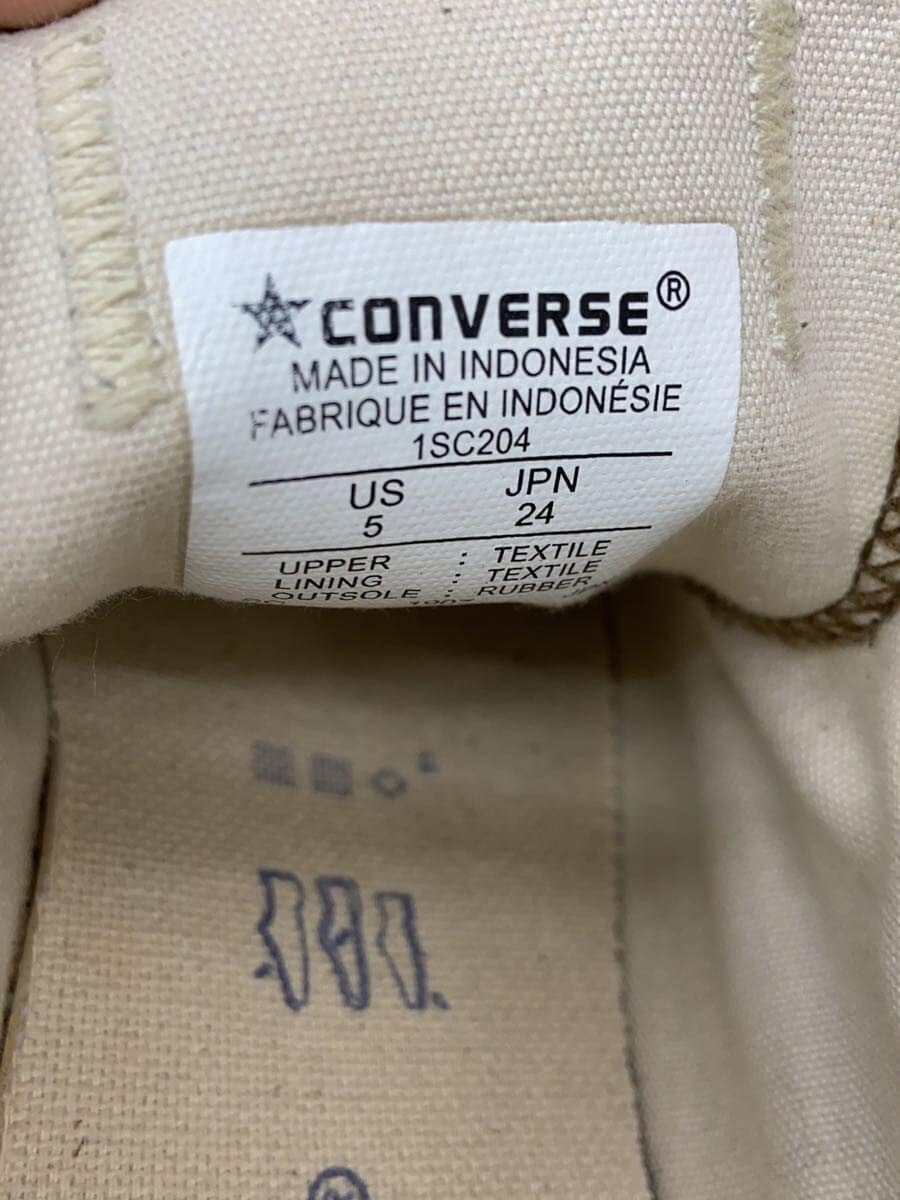 CONVERSE®
MADE IN INDONESIA
FABRIQUE EN INDONÉSIE
1SC204
US JPN
5 24
UPPER : TEXTILE
LINING : TEXTILE
OUTSOLE : RUBBER